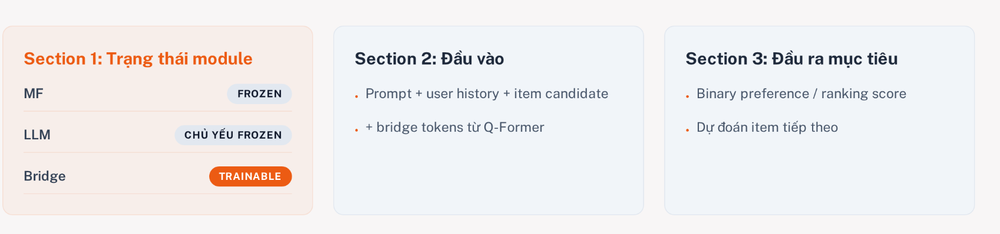 Section 1: Trạng thái module
MF FROZEN
LLM CHỦ YẾU FROZEN
Bridge TRAINABLE
Section 2: Đầu vào
• Prompt + user history + item candidate
• + bridge tokens từ Q-Former
Section 3: Đầu ra mục tiêu
• Binary preference / ranking score
• Dự đoán item tiếp theo